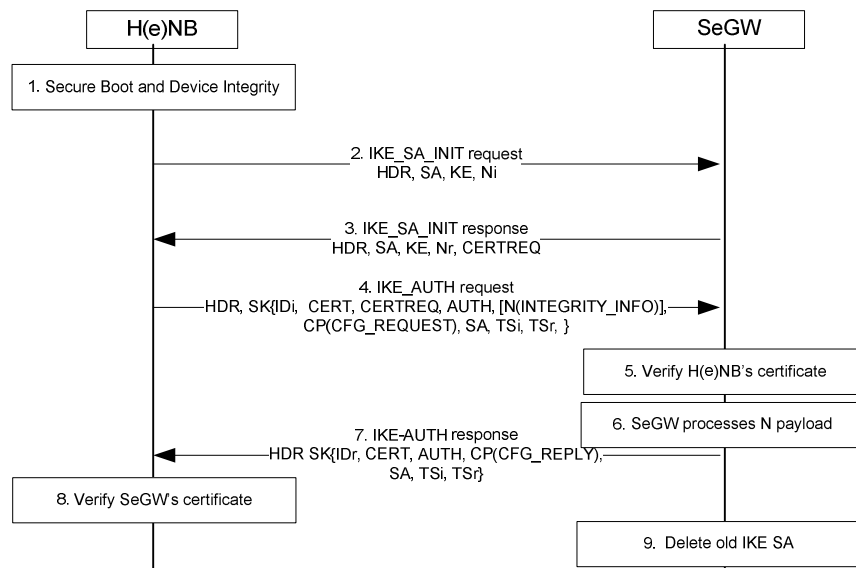 H(e)NB
SeGW
1. Secure Boot and Device Integrity
2. IKE_SA_INIT request
HDR, SA, KE, Ni
3. IKE_SA_INIT response
HDR, SA, KE, Nr, CERTREQ
4. IKE_AUTH request
HDR, SK{IDi, CERT, CERTREQ, AUTH, [N(INTEGRITY_INFO)],
CP(CFG_REQUEST), SA, TSi, TSr, }
5. Verify H(e)NB's certificate
6. SeGW processes N payload
7. IKE-AUTH response
HDR SK{IDr, CERT, AUTH, CP(CFG_REPLY),
SA, TSi, TSr}
8. Verify SeGW's certificate
9. Delete old IKE SA